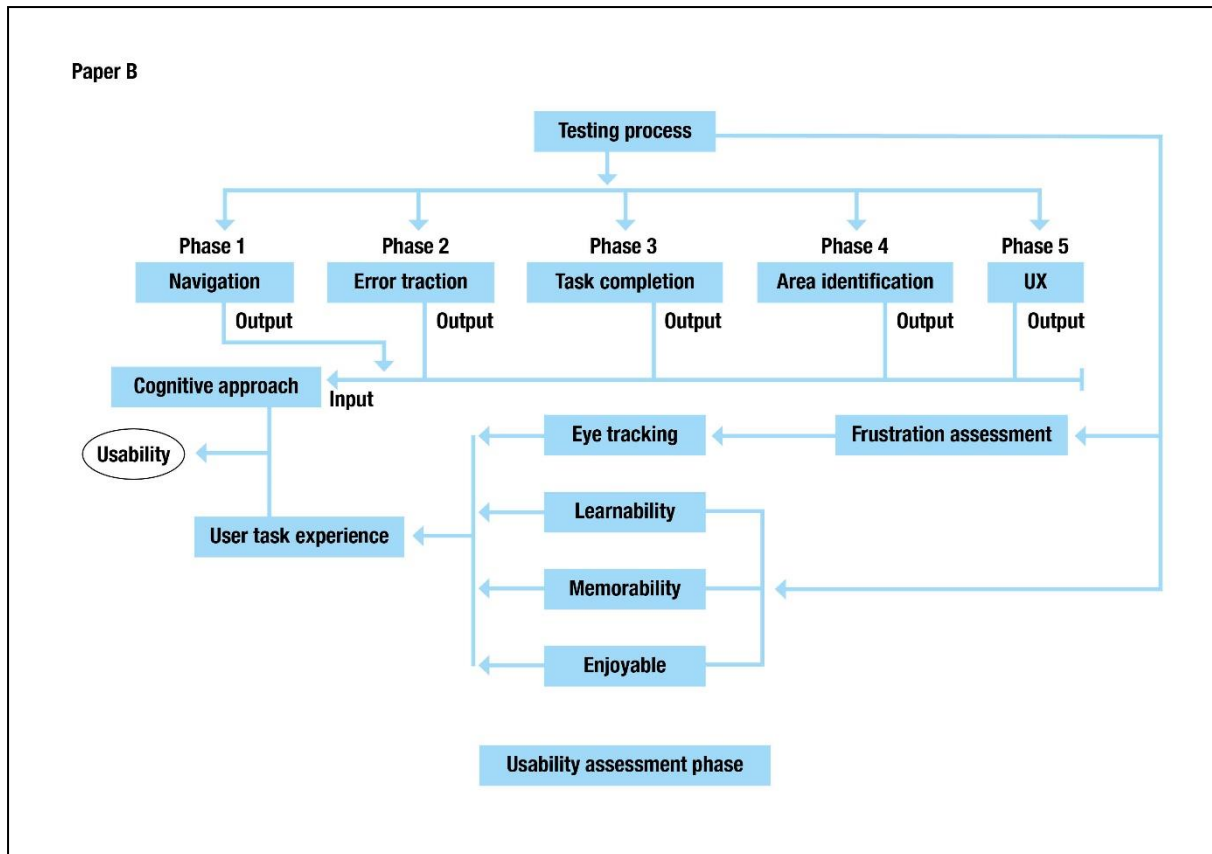 Paper B
Testing process
Phase 1 Phase 2 Phase 3 Phase 4 Phase 5
Navigation Error traction Task completion Area identification UX
Output Output Output Output Output
Cognitive approach
Input
Eye tracking Frustration assessment
Usability
Learnability
User task experience
Memorability
Enjoyable
Usability assessment phase